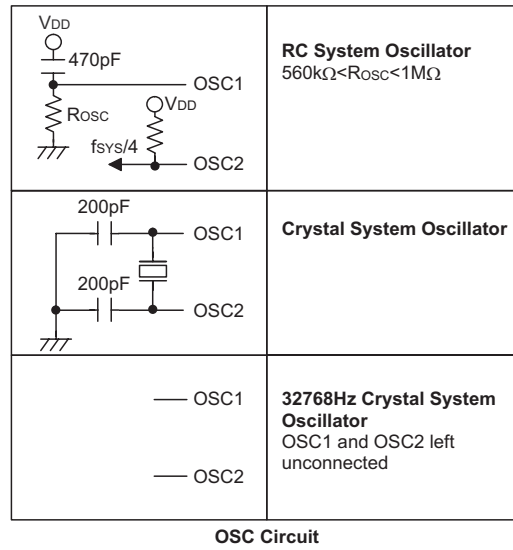 VDD
470pF
OSC1
ROSC
VDD
fSYS/4
OSC2
RC System Oscillator
560kΩ<ROSC<1MΩ
200pF
OSC1
200pF
OSC2
Crystal System Oscillator
OSC1
OSC2
32768Hz Crystal System
Oscillator
OSC1 and OSC2 left
unconnected
OSC Circuit